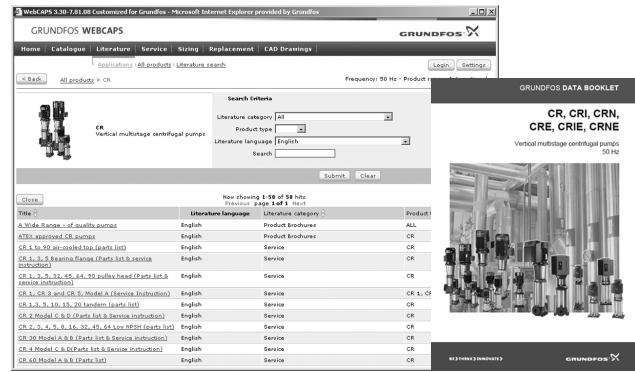 WebCAPS 3.30-7.81.08 Customized for Grundfos - Microsoft Internet Explorer provided by Grundfos
GRUNDFOS WEBCAPS
GRUNDFOS
Home Catalogue Literature Service Sizing Replacement CAD Drawings
Applications All products Literature search
Login Settings
< Back All products > CR
Frequency: 50 Hz - Product
Search Criteria
Literature category All
CR
Vertical multistage centrifugal pumps
Product type
Literature language English
Search
Submit Clear
Close
Now showing 1-50 of 50 hits
Previous page 1 of 1 Next
Title Literature language Literature category Product
A Wide Range - of quality pumps English Product Brochures ALL
ATEX approved CR pumps English Product Brochures CR
CR 1 to 90 air-cooled top (parts list) English Service CR
CR 1, 3, 5 Bearing flange (Parts list & service instruction) English Service CR
CR 1, 3, 5, 32, 45, 64, 90 pulley head (Parts list & service instruction) English Service CR
CR 1, CR 3 and CR 5, Model A (Service Instruction) English Service CR 1, CR
CR 1,3, 5, 10, 15, 20 tandem (parts list) English Service CR
CR 2 Model C & D (Parts list & Service instruction) English Service CR
CR 2, 3, 4, 5, 8, 16, 32, 45, 64 Low NPSH (parts list) English Service CR
CR 30 Model A & B (Parts list & Service instruction) English Service CR
CR 4 Model C & D(Parts list & Service instruction) English Service CR
CR 60 Model A & B (Parts list) English Service CR
GRUNDFOS DATA BOOKLET
CR, CRI, CRN,
CRE, CRIE, CRNE
Vertical multistage centrifugal pumps
50 Hz
BE > THINK > INNOVATE >
GRUNDFOS